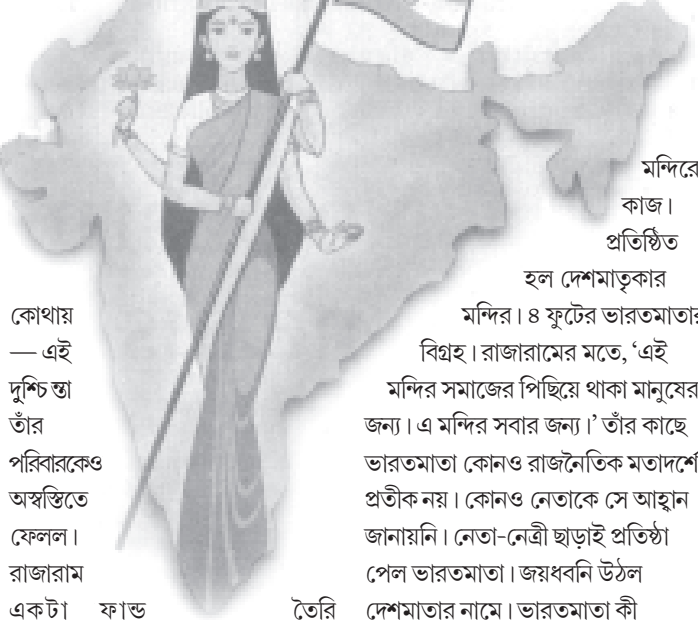 কোথায়
— এই
দুশ্চিন্তা
তাঁর
পরিবারকেও
অস্বস্তিতে
ফেলল।
রাজারাম
একটা ফান্ড তৈরি
মন্দিরে
কাজ।
প্রতিষ্ঠিত
হল দেশমাতৃকার
মন্দির। ৪ ফুটের ভারতমাতার
বিগ্রহ। রাজারামের মতে, ‘এই
মন্দির সমাজের পিছিয়ে থাকা মানুষের
জন্য। এ মন্দির সবার জন্য।’ তাঁর কাছে
ভারতমাতা কোনও রাজনৈতিক মতাদর্শে
প্রতীক নয়। কোনও নেতাকে সে আহ্বান
জানায়নি। নেতা-নেত্রী ছাড়াই প্রতিষ্ঠা
পেল ভারতমাতা। জয়ধবনি উঠল
দেশমাতার নামে। ভারতমাতা কী